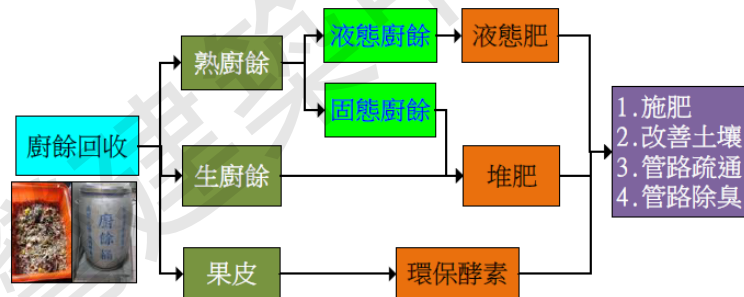 液態廚餘
液態肥
熟廚餘
固態廚餘
1.施肥
2.改善土壤
3.管路疏通
4.管路除臭
廚餘回收
生廚餘
堆肥
廚餘桶
果皮
環保酵素